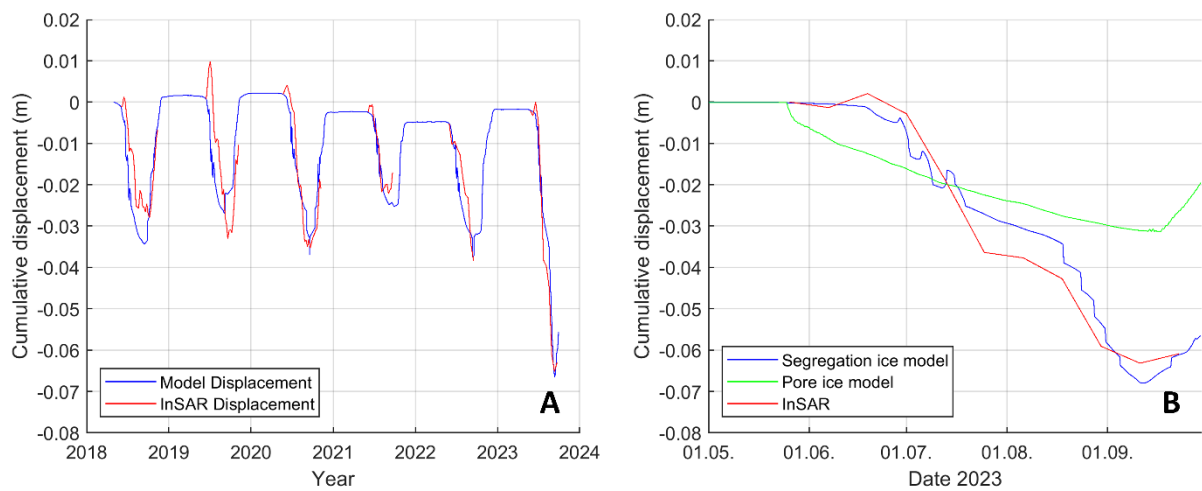 0.02
0.01
0
-0.01
-0.02
-0.03
-0.04
-0.05
-0.06
-0.07
-0.08
Cumulative displacement (m)
2018 2019 2020 2021 2022 2023 2024
Year
Model Displacement
InSAR Displacement
A
0.02
0.01
0
-0.01
-0.02
-0.03
-0.04
-0.05
-0.06
-0.07
-0.08
Cumulative displacement (m)
01.05. 01.06. 01.07. 01.08. 01.09.
Date 2023
Segregation ice model
Pore ice model
InSAR
B